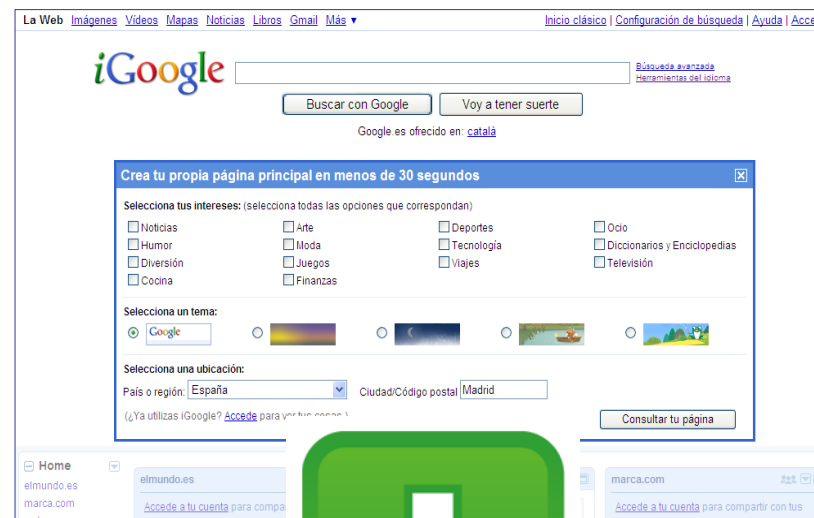 La Web Imágenes Vídeos Mapas Noticias Libros Gmail Más ▼ Inicio clásico | Configuración de búsqueda | Ayuda | Acce
iGoogle
Búsqueda avanzada
Herramientas del idioma
Buscar con Google Voy a tener suerte
Google.es ofrecido en: català
Crea tu propia página principal en menos de 30 segundos
Selecciona tus intereses: (selecciona todas las opciones que correspondan)
Noticias Arte Deportes Ocio
Humor Moda Tecnología Diccionarios y Enciclopedias
Diversión Juegos Viajes Televisión
Cocina Finanzas
Selecciona un tema:
Google
Selecciona una ubicación:
País o región: España Ciudad/Código postal Madrid
(¿Ya utilizas iGoogle? Accede para ver tus cosas.) Consultar tu página
Home
elmundo.es
marca.com
elmundo.es
Accede a tu cuenta para compar
marca.com
Accede a tu cuenta para compartir con tus